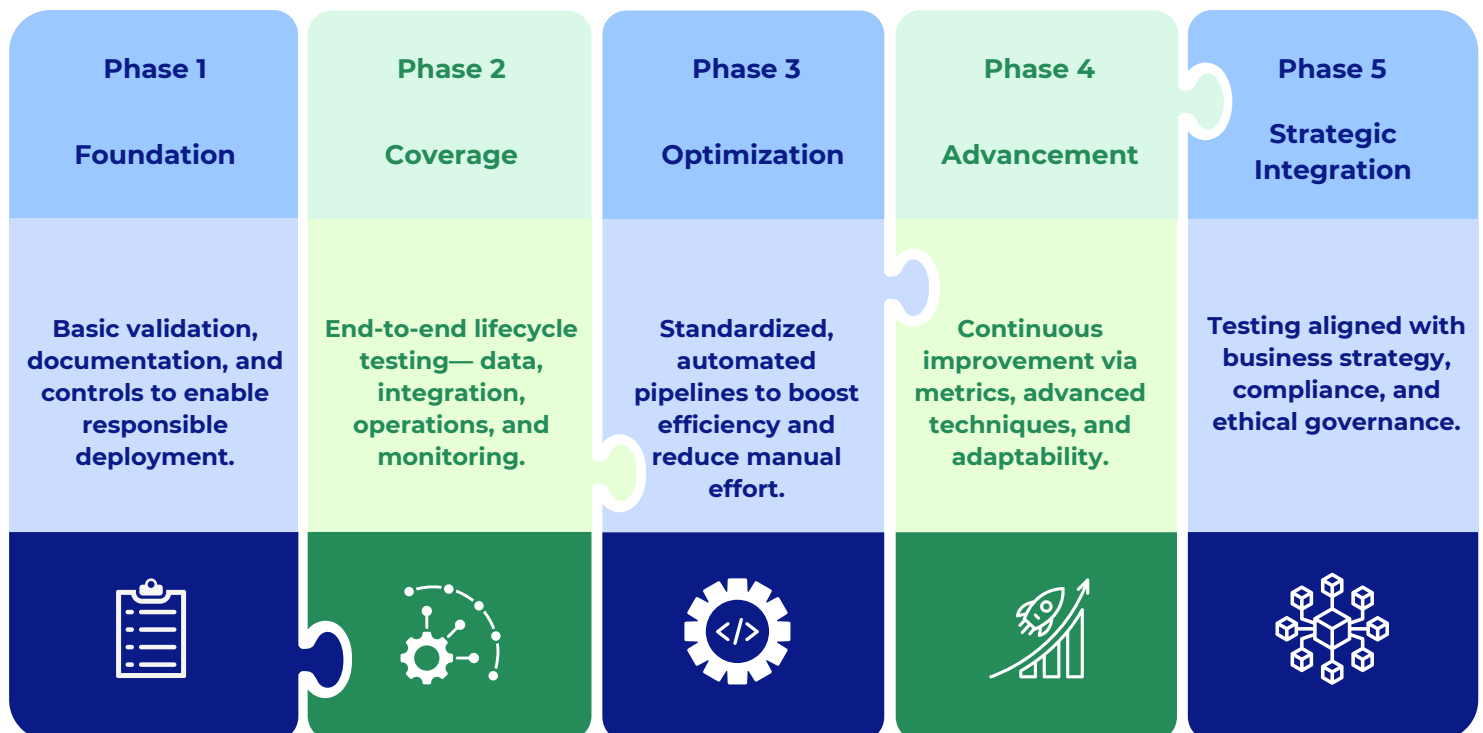 Phase 1
Foundation
Basic validation,
documentation, and
controls to enable
responsible
deployment.
Phase 2
Coverage
End-to-end lifecycle
testing— data,
integration,
operations, and
monitoring.
Phase 3
Optimization
Standardized,
automated
pipelines to boost
efficiency and
reduce manual
effort.
</>
Phase 4
Advancement
Continuous
improvement via
metrics, advanced
techniques, and
adaptability.
Phase 5
Strategic
Integration
Testing aligned with
business strategy,
compliance, and
ethical governance.